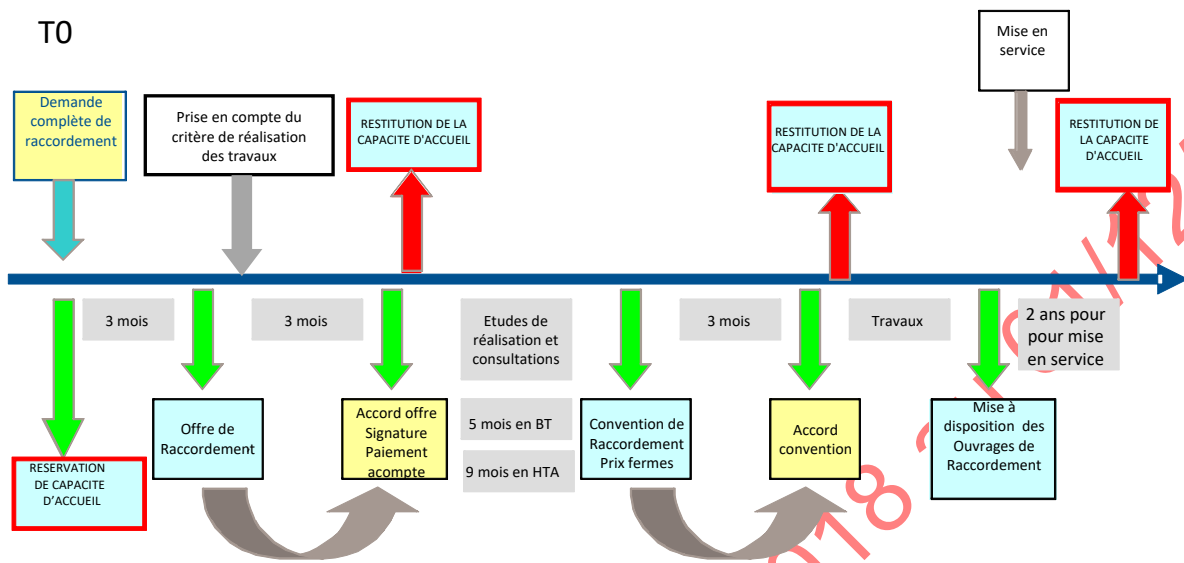 T0
Mise en
service
Demande
complète de
raccordement
Prise en compte du
critère de réalisation
des travaux
RESTITUTION DE LA
CAPACITE D'ACCUEIL
RESTITUTION DE LA
CAPACITE D'ACCUEIL
RESTITUTION DE
LA CAPACITE
D'ACCUEIL
3 mois
3 mois
Etudes de
réalisation et
consultations
3 mois
Travaux
2 ans pour
pour mise
en service
Offre de
Raccordement
Accord offre
Signature
Paiement
acompte
5 mois en BT
9 mois en HTA
Convention de
Raccordement
Prix fermes
Accord
convention
Mise à
disposition des
Ouvrages de
Raccordement
RESERVATION
DE CAPACITE
D’ACCUEIL